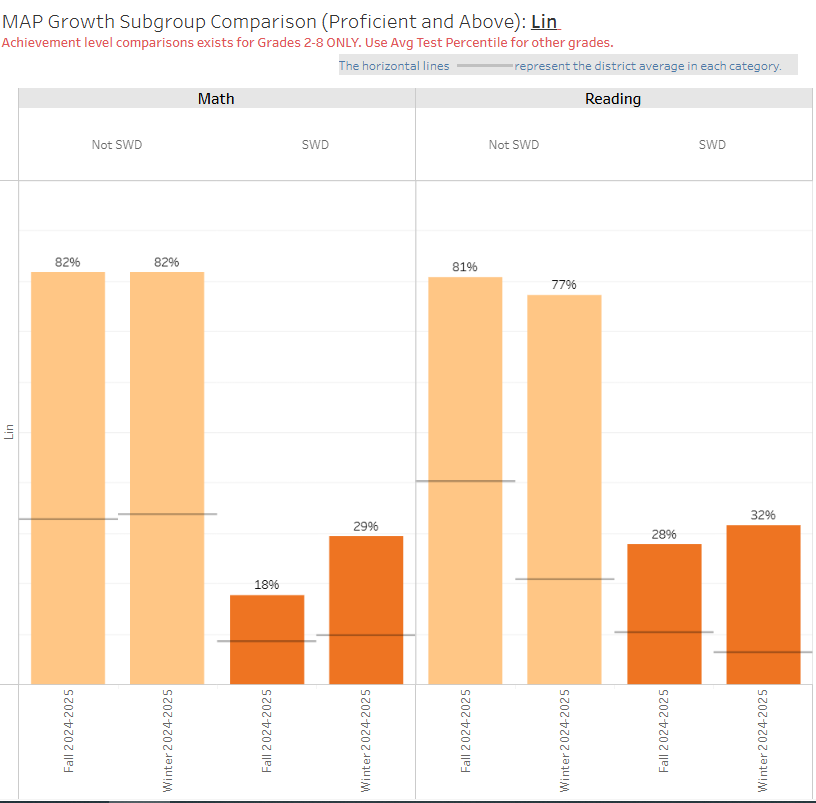 MAP Growth Subgroup Comparison (Proficient and Above): Lin
Achievement level comparisons exists for Grades 2-8 ONLY. Use Avg Test Percentile for other grades.
The horizontal lines represent the district average in each category.
Math
Reading
Not SWD
SWD
Not SWD
SWD
Lin
82%
82%
18%
29%
81%
77%
28%
32%
Fall 2024-2025
Winter 2024-2025
Fall 2024-2025
Winter 2024-2025
Fall 2024-2025
Winter 2024-2025
Fall 2024-2025
Winter 2024-2025